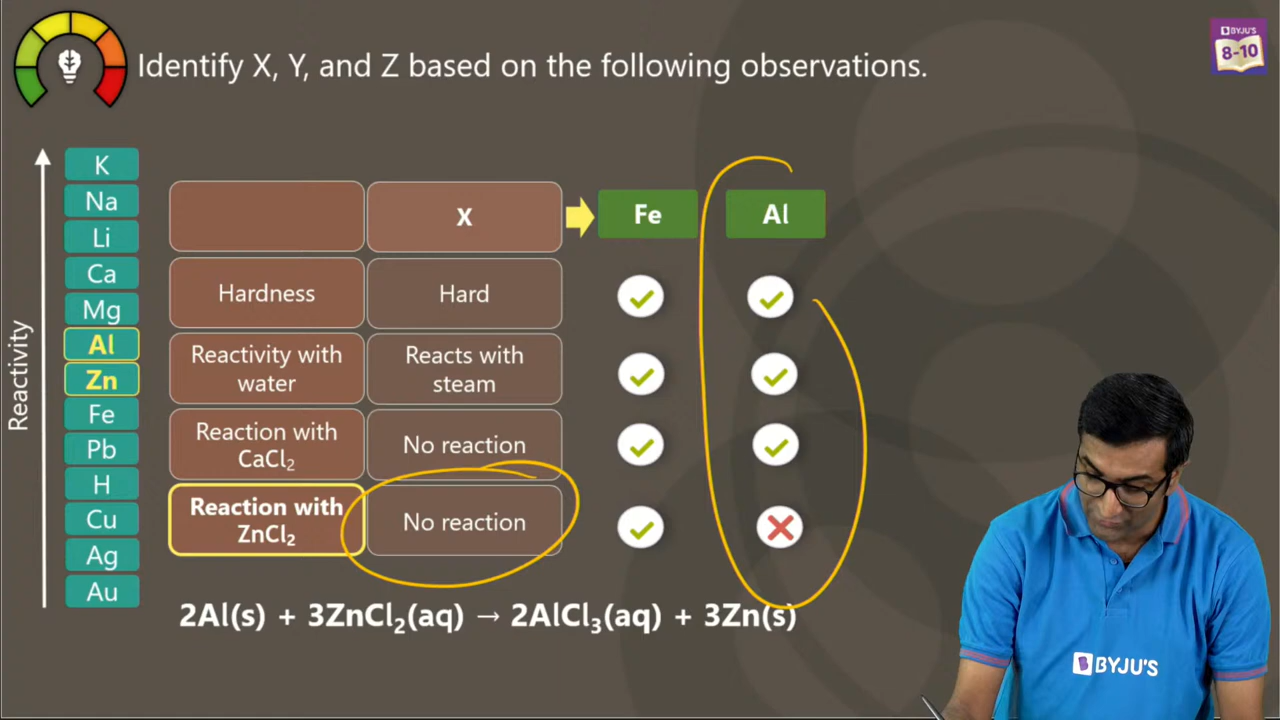 BYJU'S
8-10
Identify X, Y, and Z based on the following observations.
Reactivity
K
Na
Li
Ca
Mg
Al
Zn
Fe
Pb
H
Cu
Ag
Au
X
Fe
Al
Hardness
Hard
Reactivity with
water
Reacts with
steam
Reaction with
CaCl₂
No reaction
Reaction with
ZnCl₂
No reaction
2Al(s) + 3ZnCl₂(aq) → 2AlCl₃(aq) + 3Zn(s)
BYJU'S